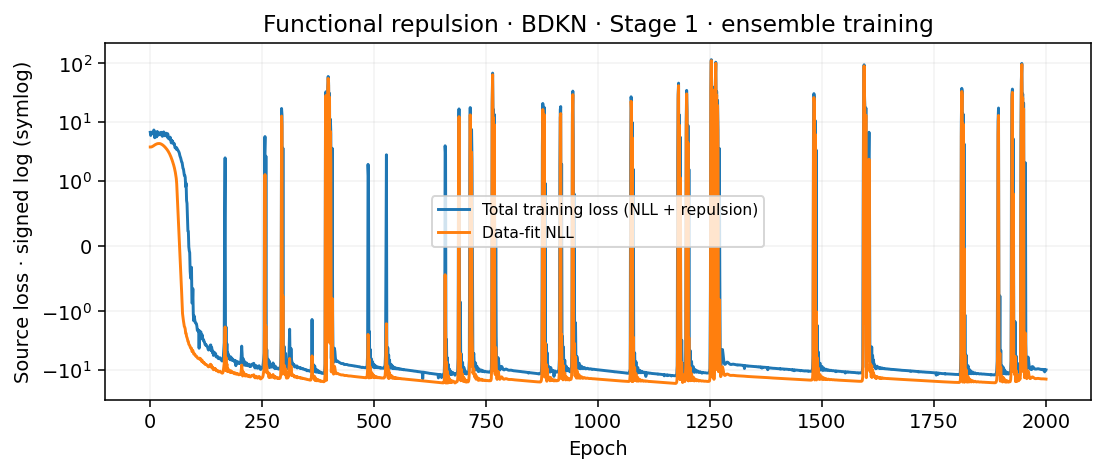 Functional repulsion · BDKN · Stage 1 · ensemble training
Source loss · signed log (symlog)
10²
10¹
10⁰
0
−10⁰
−10¹
Total training loss (NLL + repulsion)
Data-fit NLL
0 250 500 750 1000 1250 1500 1750 2000
Epoch